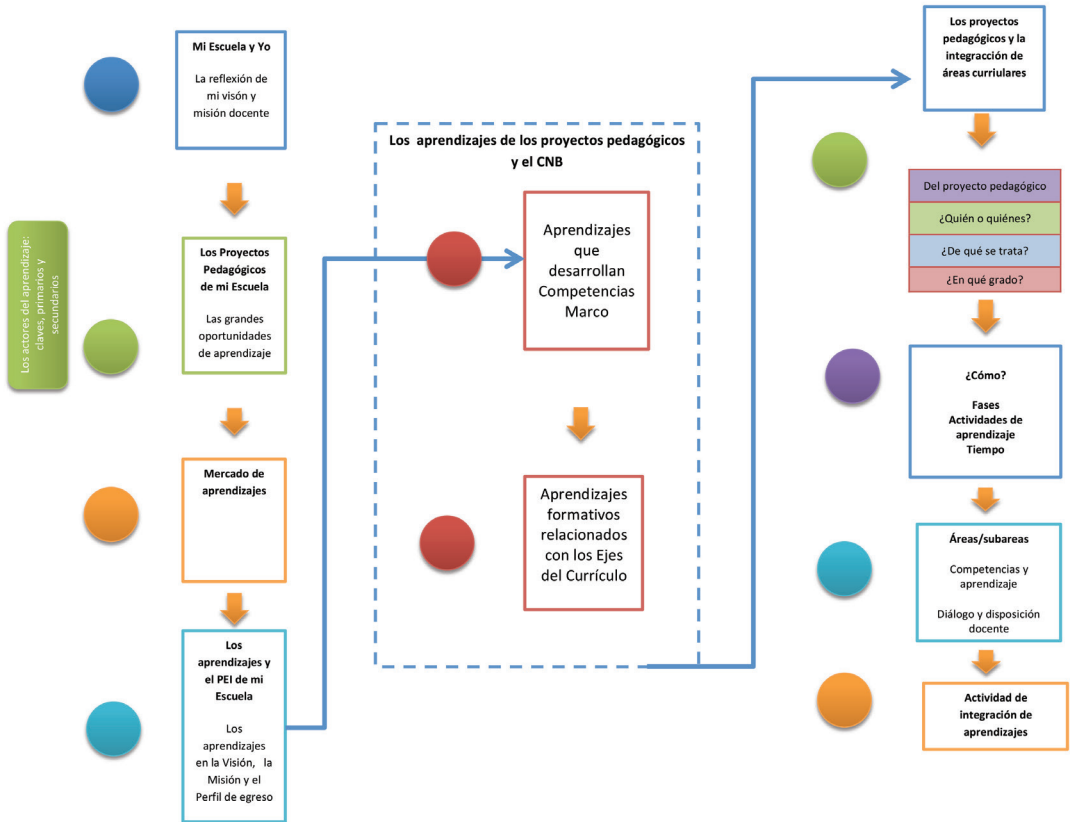 Mi Escuela y Yo
La reflexión de
mi visón y
misión docente
Los actores del aprendizaje:
claves, primarios y
secundarios
Los Proyectos
Pedagógicos
de mi Escuela
Las grandes
oportunidades
de aprendizaje
Mercado de
aprendizajes
Los
aprendizajes y
el PEI de mi
Escuela
Los
aprendizajes
en la Visión, la
Misión y el
Perfil de egreso
Los aprendizajes de los proyectos pedagógicos
y el CNB
Aprendizajes
que
desarrollan
Competencias
Marco
Aprendizajes
formativos
relacionados
con los Ejes
del Currículo
Los proyectos
pedagógicos y la
integracción de
áreas curriulares
Del proyecto pedagógico
¿Quién o quiénes?
¿De qué se trata?
¿En qué grado?
¿Cómo?
Fases
Actividades de
aprendizaje
Tiempo
Áreas/subareas
Competencias y
aprendizaje
Diálogo y disposición
docente
Actividad de
integración de
aprendizajes